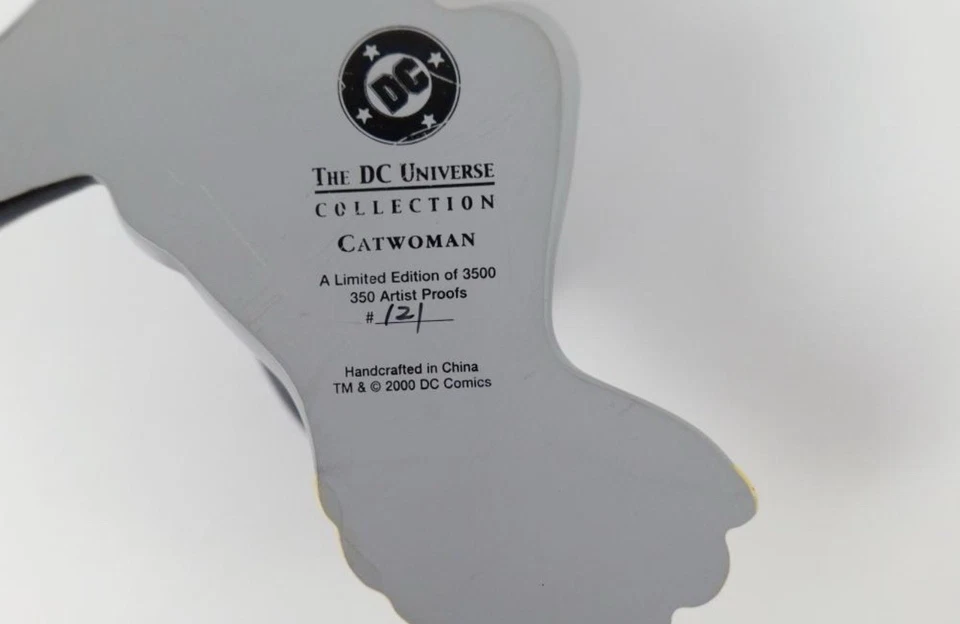 DC
THE DC UNIVERSE
COLLECTION
CATWOMAN
A Limited Edition of 3500
350 Artist Proofs
# 121
Handcrafted in China
TM & © 2000 DC Comics